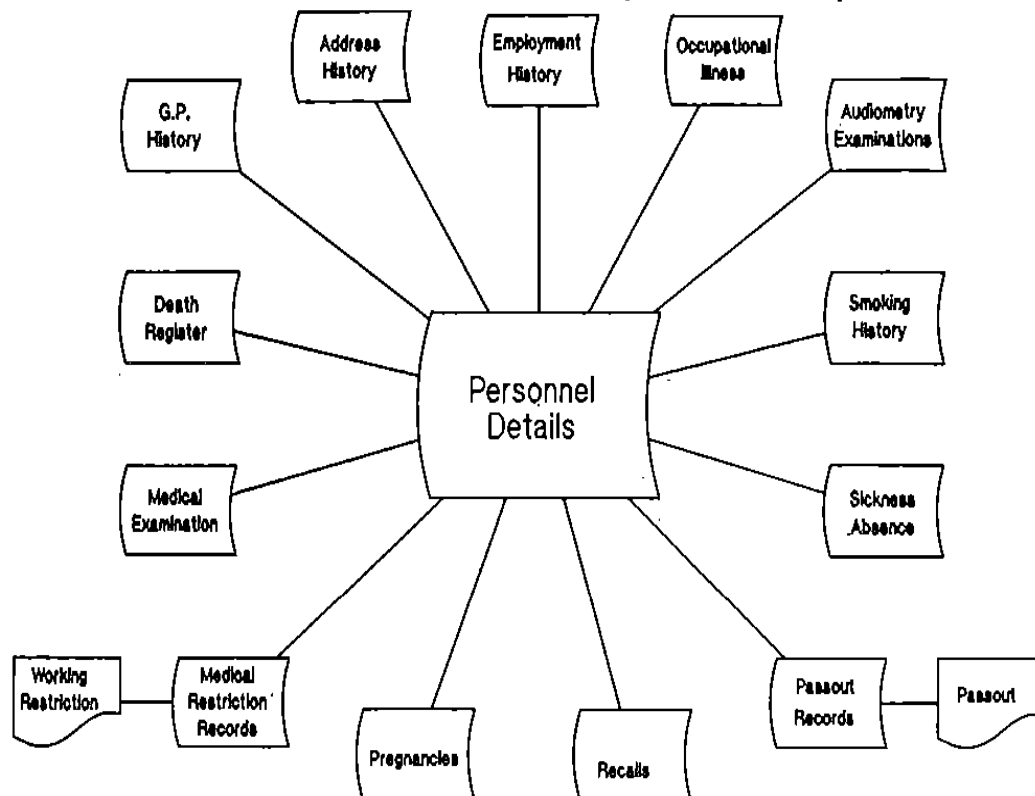 Address
History
Employment
History
Occupational
Illness
G.P.
History
Audiometry
Examinations
Death
Register
Smoking
History
Personnel
Details
Medical
Examination
Sickness
Absence
Working
Restriction
Medical
Restriction
Records
Passout
Records
Passout
Pregnancies
Recalls